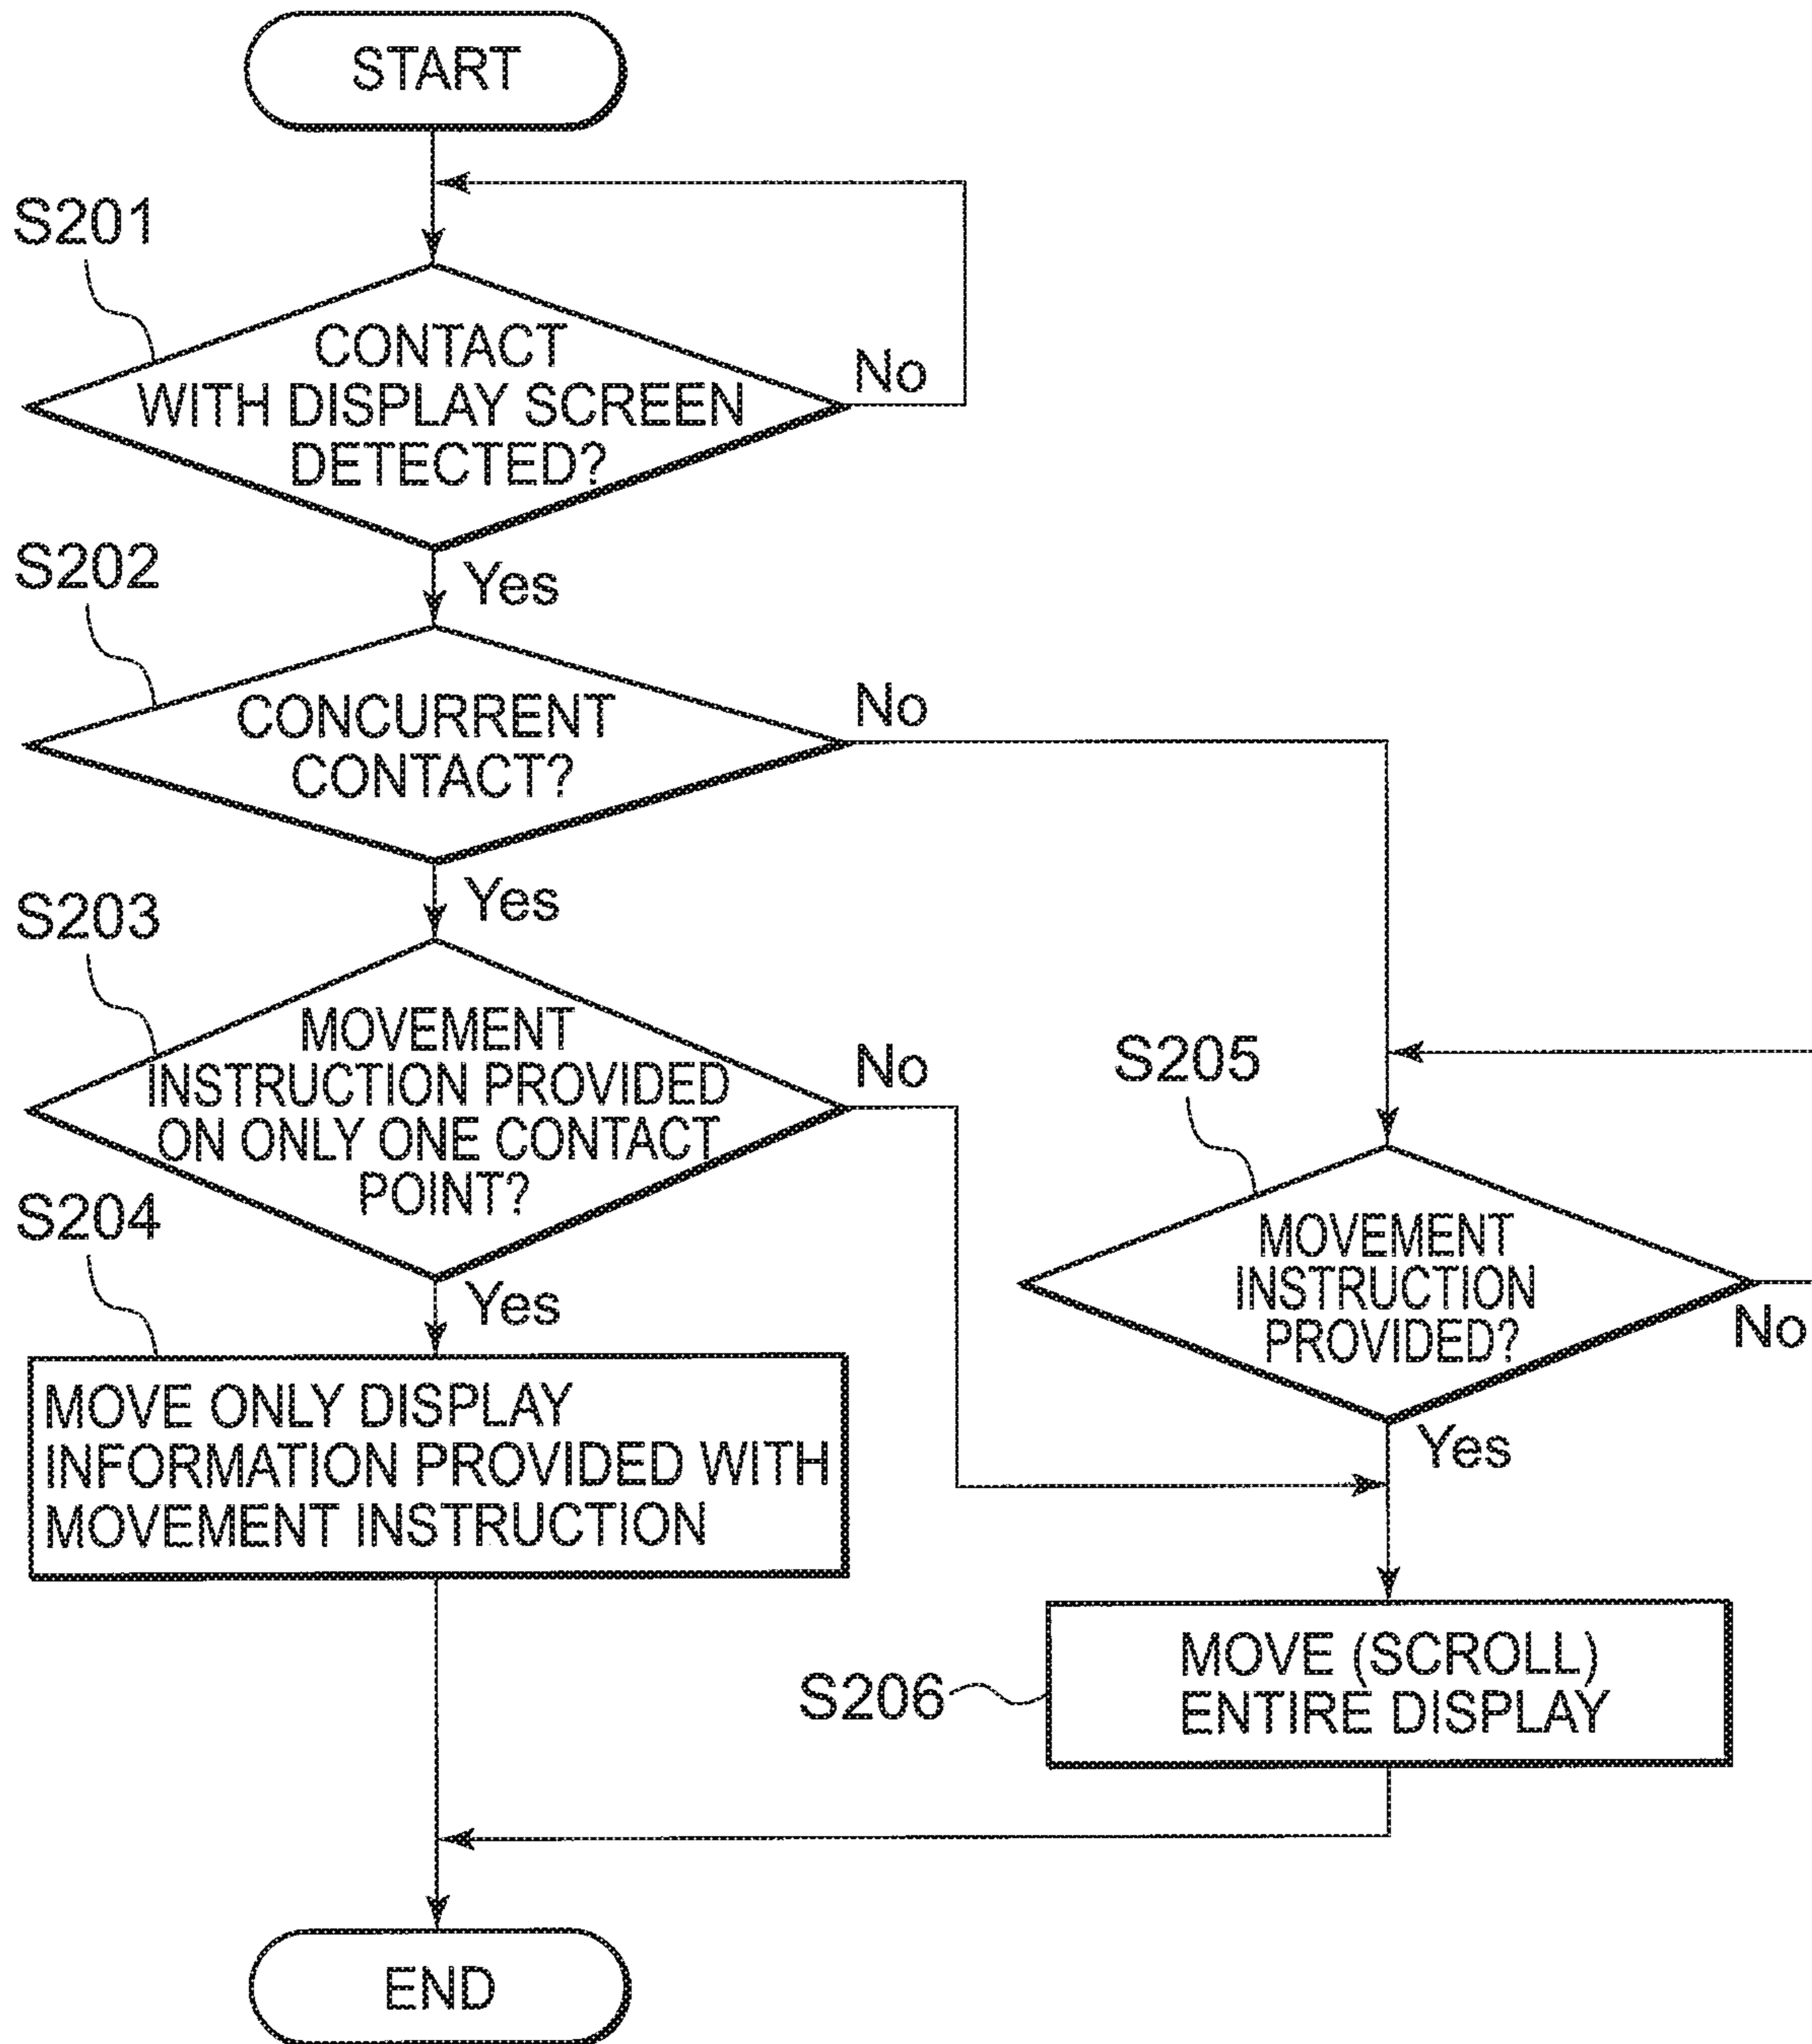 START
S201
CONTACT
WITH DISPLAY SCREEN
DETECTED?
No
Yes
S202
CONCURRENT
CONTACT?
No
Yes
S203
MOVEMENT
INSTRUCTION PROVIDED
ON ONLY ONE CONTACT
POINT?
No
Yes
S204
MOVE ONLY DISPLAY
INFORMATION PROVIDED WITH
MOVEMENT INSTRUCTION
S205
MOVEMENT
INSTRUCTION
PROVIDED?
No
Yes
S206
MOVE (SCROLL)
ENTIRE DISPLAY
END